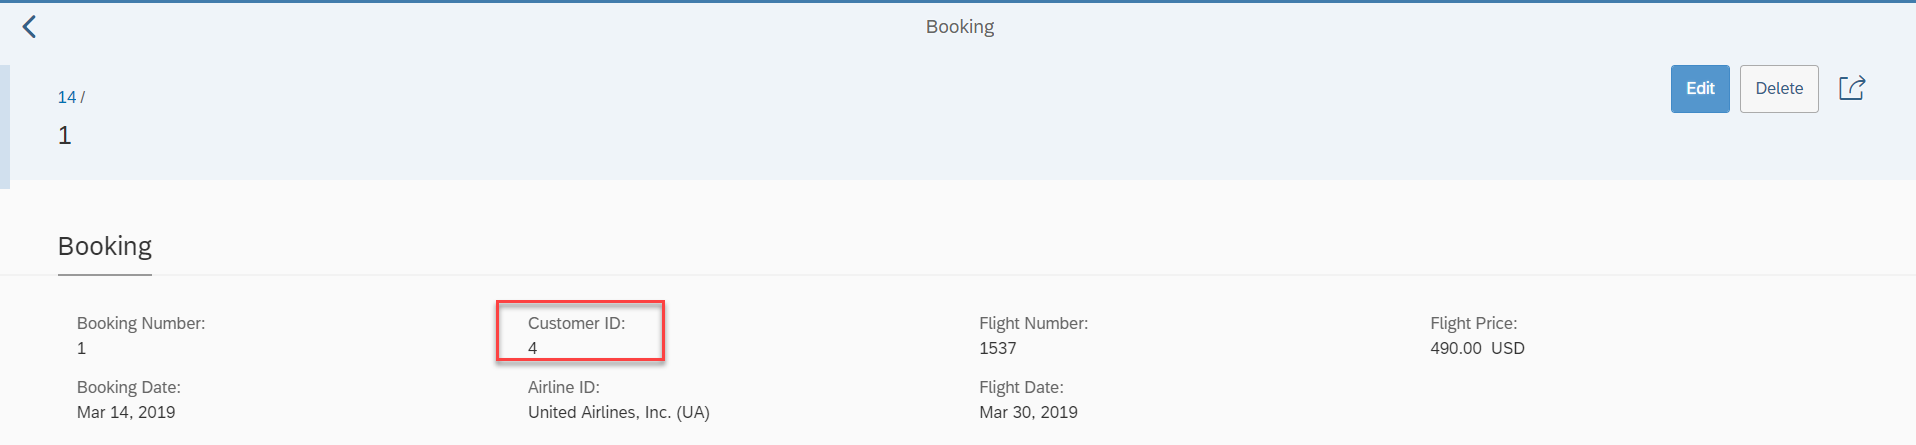 Booking
14 /
1
Edit
Delete
Booking
Booking Number:
1
Customer ID:
4
Flight Number:
1537
Flight Price:
490.00 USD
Booking Date:
Mar 14, 2019
Airline ID:
United Airlines, Inc. (UA)
Flight Date:
Mar 30, 2019